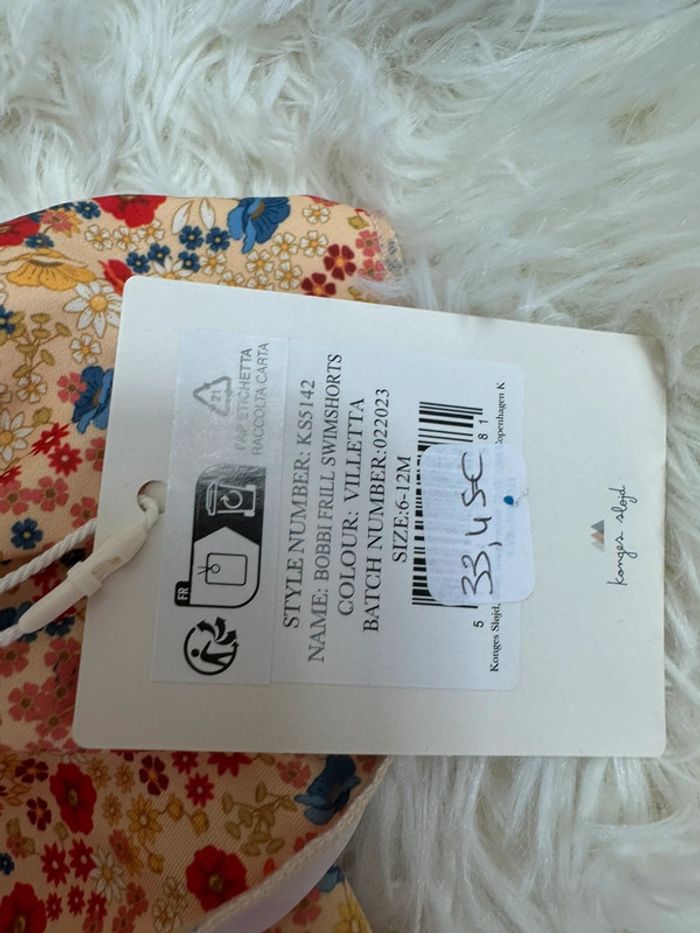 21
PAP ETICHETTA
RACCOLTA CARTA
FR
STYLE NUMBER: KS5142
NAME: BOBBI FRILL SWIMSHORTS
COLOUR: VILLETTA
BATCH NUMBER:022023
SIZE:6-12M
33,45€
5
81
Konges Sløjd,
Copenhagen K
konges sløjd